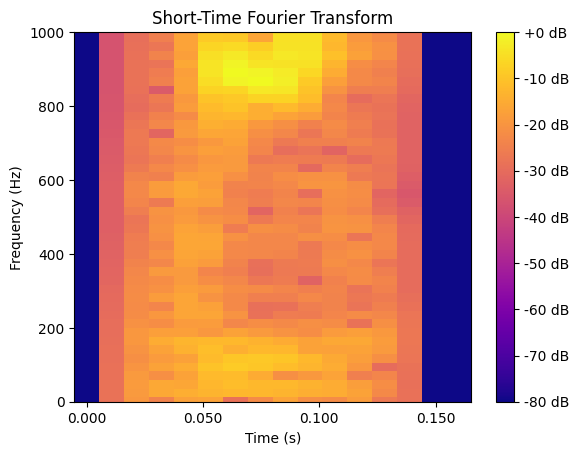 Short-Time Fourier Transform
Frequency (Hz)
1000
800
600
400
200
0
0.000
0.050
0.100
0.150
Time (s)
+0 dB
-10 dB
-20 dB
-30 dB
-40 dB
-50 dB
-60 dB
-70 dB
-80 dB